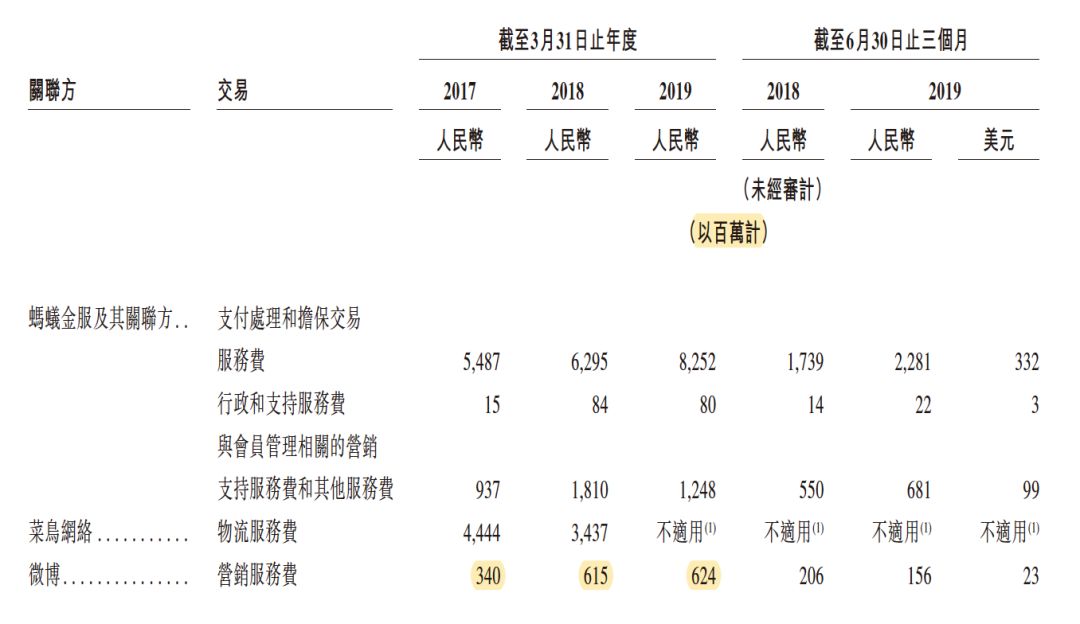 截至3月31日止年度 截至6月30日止三個月
關聯方 交易 2017 2018 2019 2018 2019
人民幣 人民幣 人民幣 人民幣 人民幣 美元
（未經審計）
（以百萬計）
螞蟻金服及其關聯方.. 支付處理和擔保交易
服務費 5,487 6,295 8,252 1,739 2,281 332
行政和支持服務費 15 84 80 14 22 3
與會員管理相關的營銷
支持服務費和其他服務費 937 1,810 1,248 550 681 99
菜鳥網絡........... 物流服務費 4,444 3,437 不適用(1) 不適用(1) 不適用(1) 不適用(1)
微博............... 營銷服務費 340 615 624 206 156 23